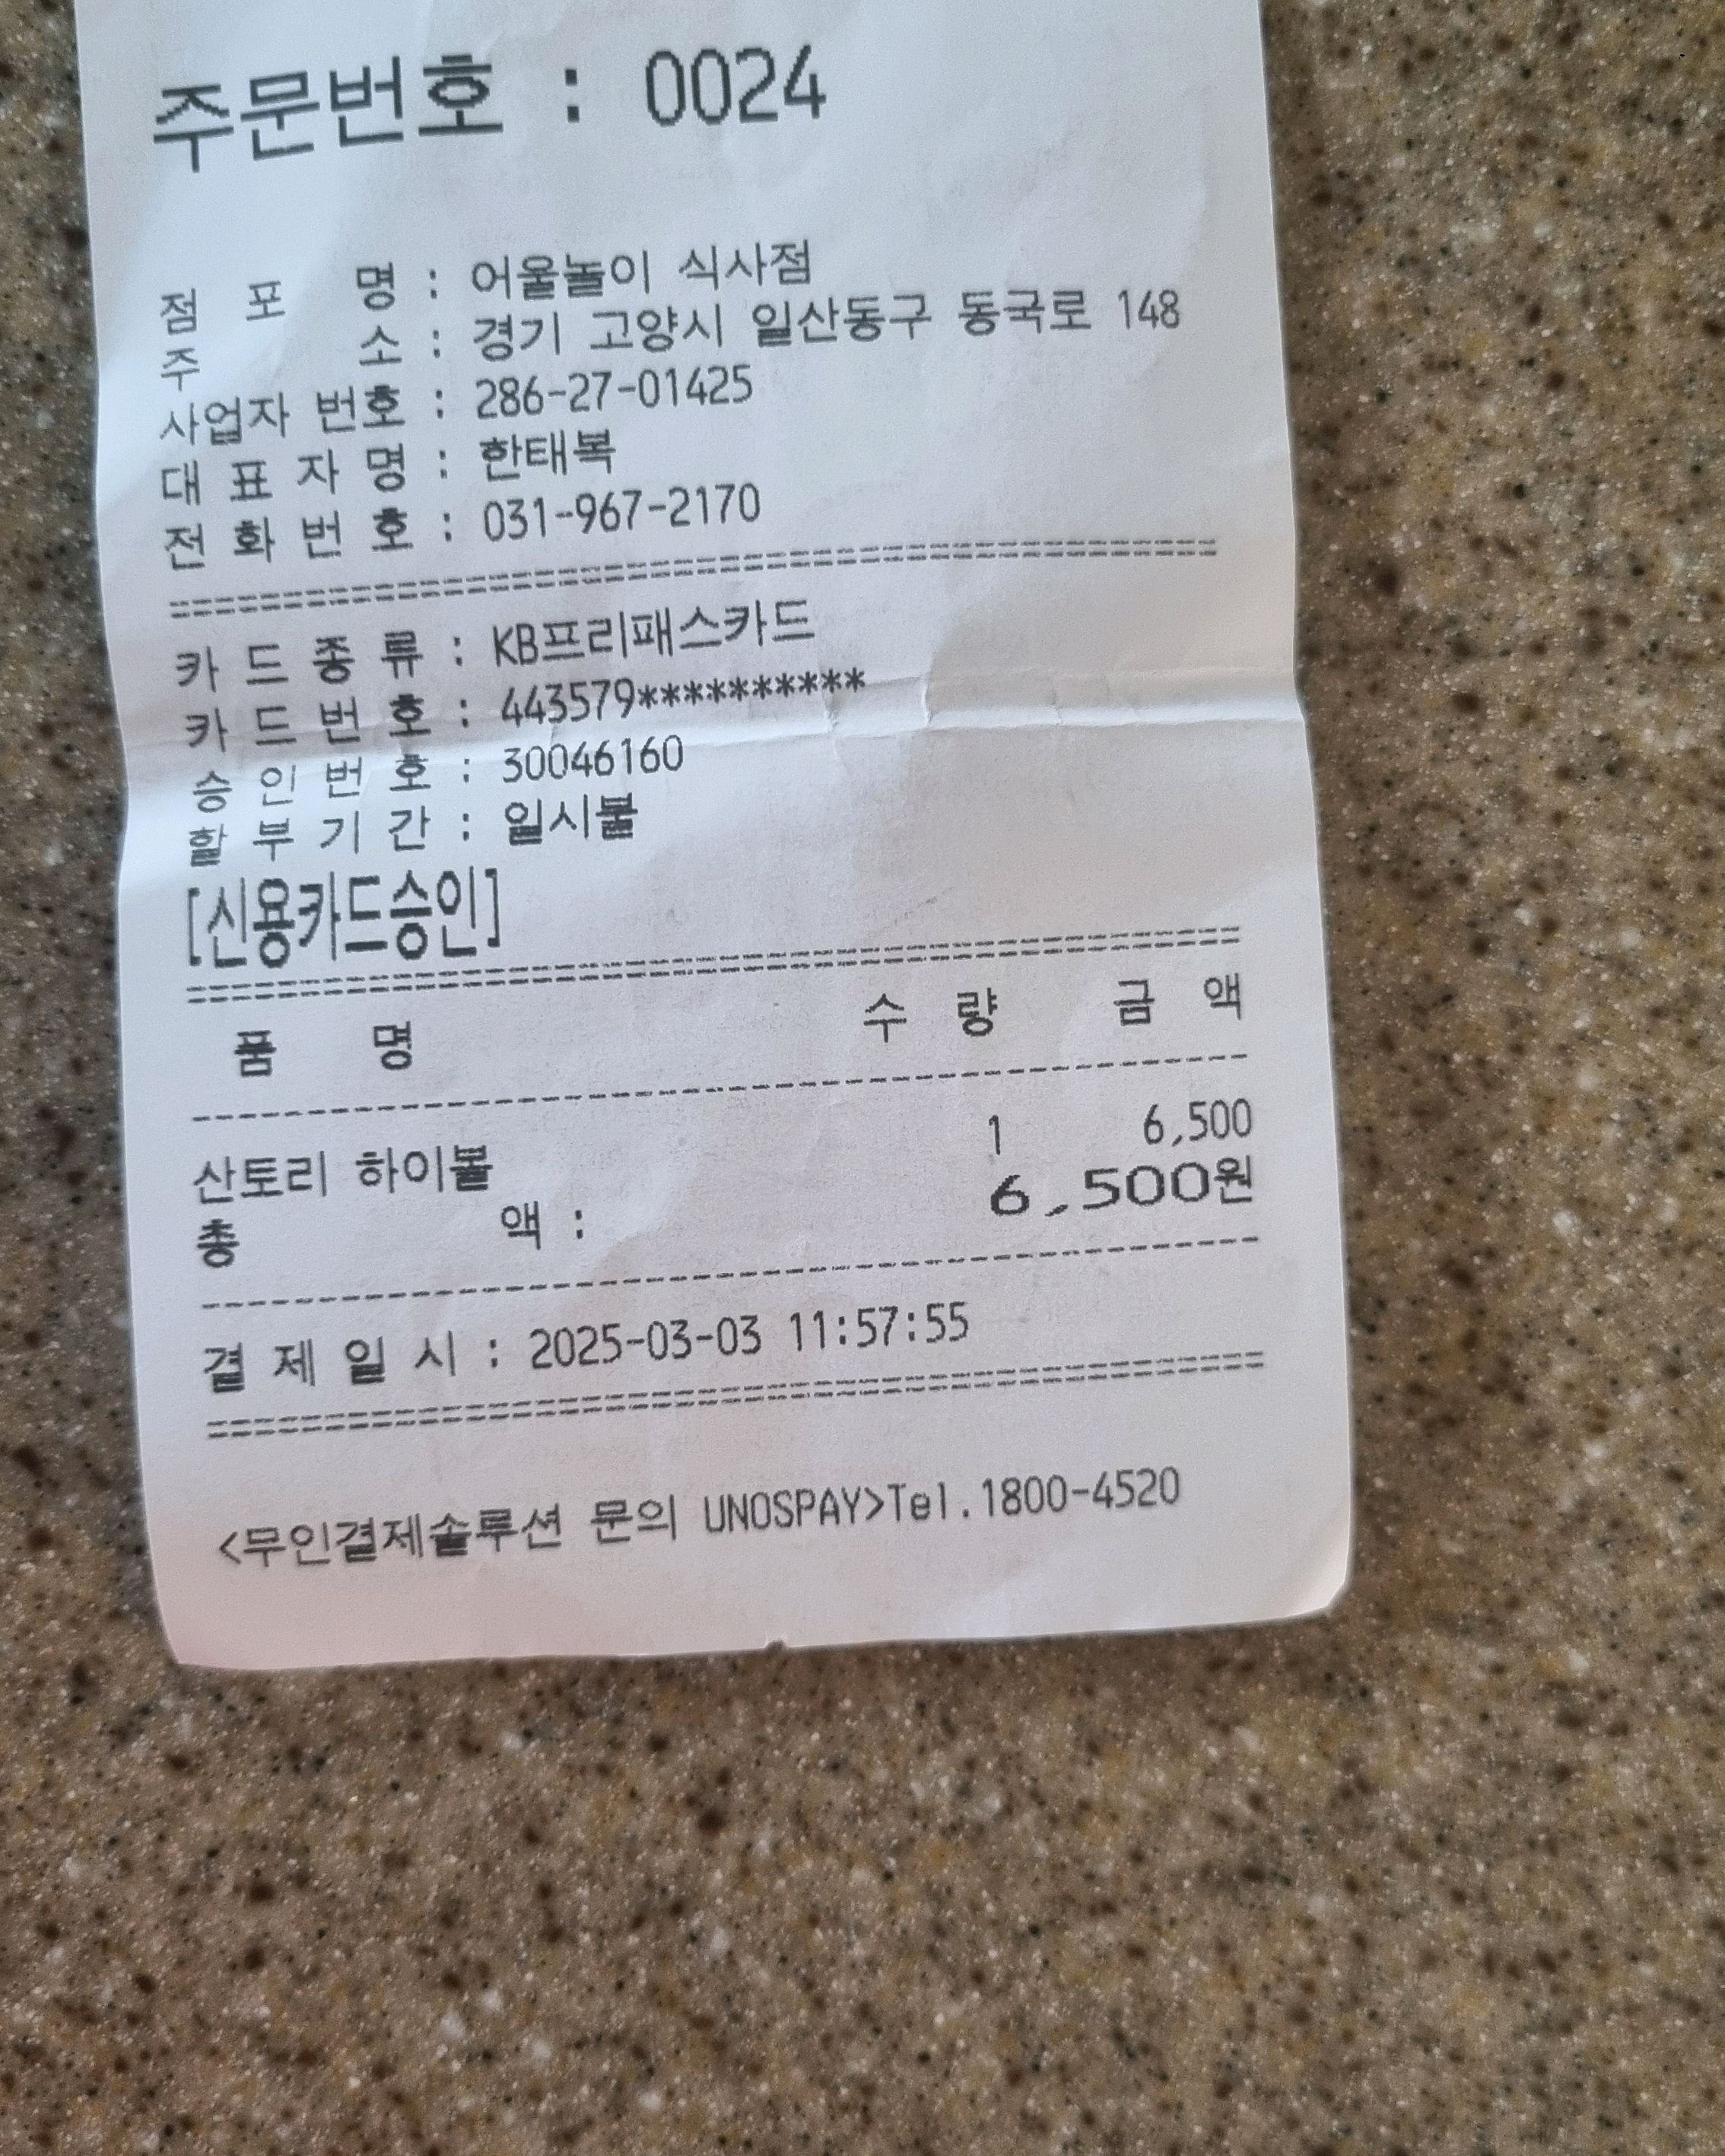 주문번호 : 0024
점 포 명 : 어울놀이 식사점
주 소 : 경기 고양시 일산동구 동국로 148
사업자 번호 : 286-27-01425
대 표 자 명 : 한태복
전 화 번 호 : 031-967-2170
카 드 종 류 : KB프리패스카드
카 드 번 호 : 443579**********
승 인 번 호 : 30046160
할 부 기 간 : 일시불
[신용카드승인]
품 명 수 량 금 액
산토리 하이볼 1 6,500
총 액 : 6,500원
결 제 일 시 : 2025-03-03 11:57:55
<무인결제솔루션 문의 UNOSPAY>Tel.1800-4520